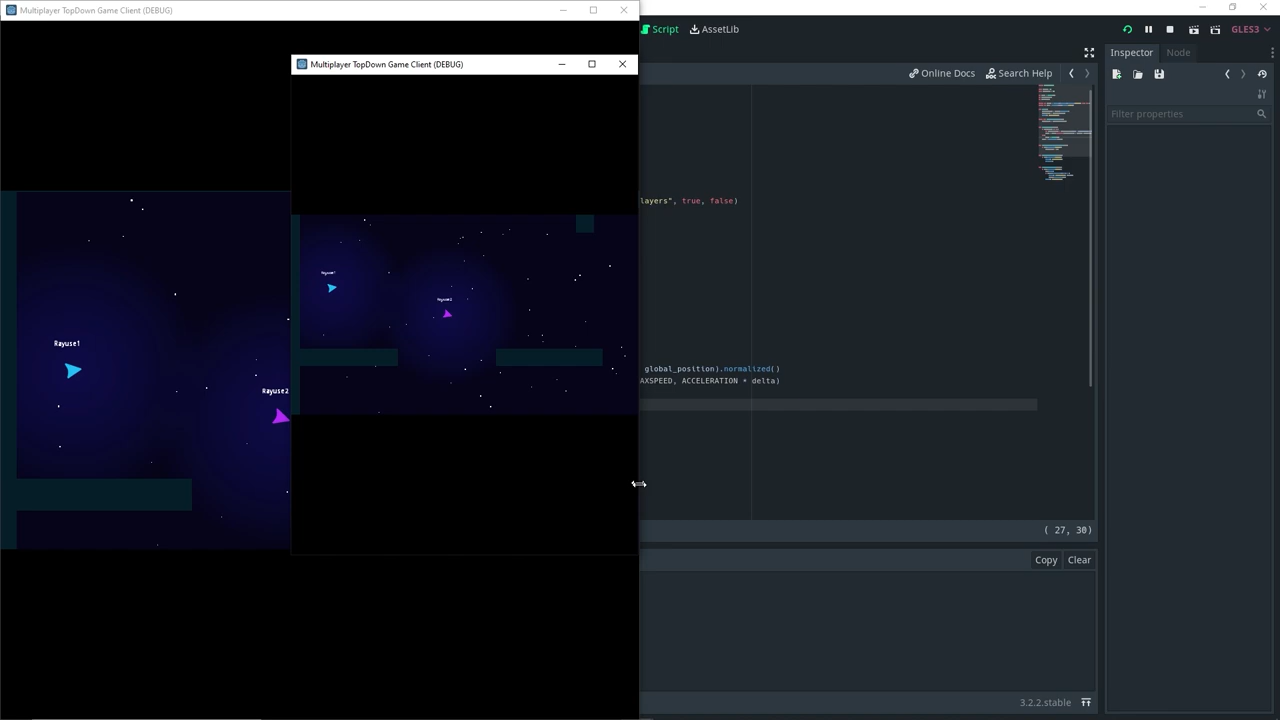 Multiplayer TopDown Game Client (DEBUG)
Multiplayer TopDown Game Client (DEBUG)
Rayuse1
Rayuse2
Rayuse1
Rayuse2
Script
AssetLib
GLES3
Online Docs
Search Help
Inspector
Node
Filter properties
layers", true, false)
global_position).normalized()
AXSPEED, ACCELERATION * delta)
( 27, 30)
Copy
Clear
3.2.2.stable